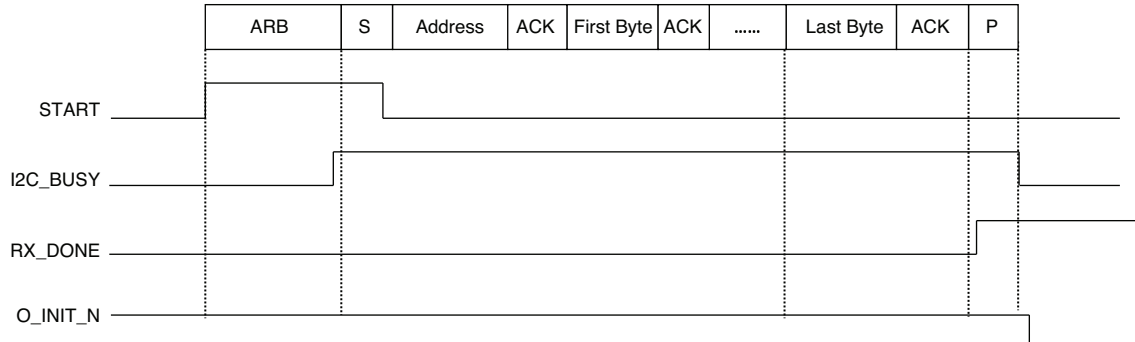 ARB S Address ACK First Byte ACK ...... Last Byte ACK P
START
I2C_BUSY
RX_DONE
O_INIT_N